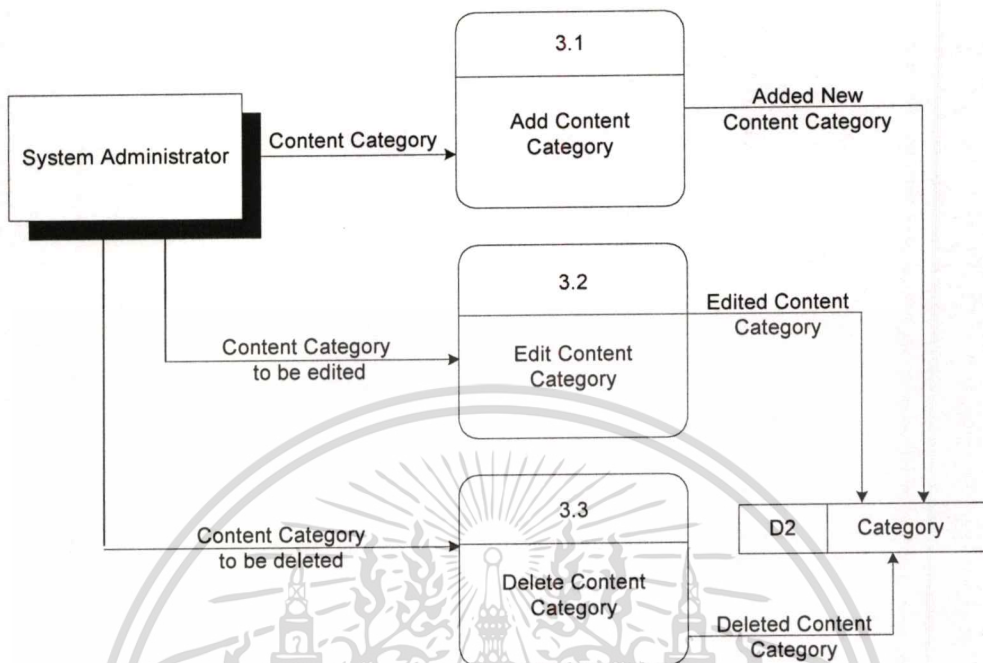 System Administrator
Content Category
3.1
Add Content
Category
Added New
Content Category
Content Category
to be edited
3.2
Edit Content
Category
Edited Content
Category
Content Category
to be deleted
3.3
Delete Content
Category
Deleted Content
Category
D2
Category